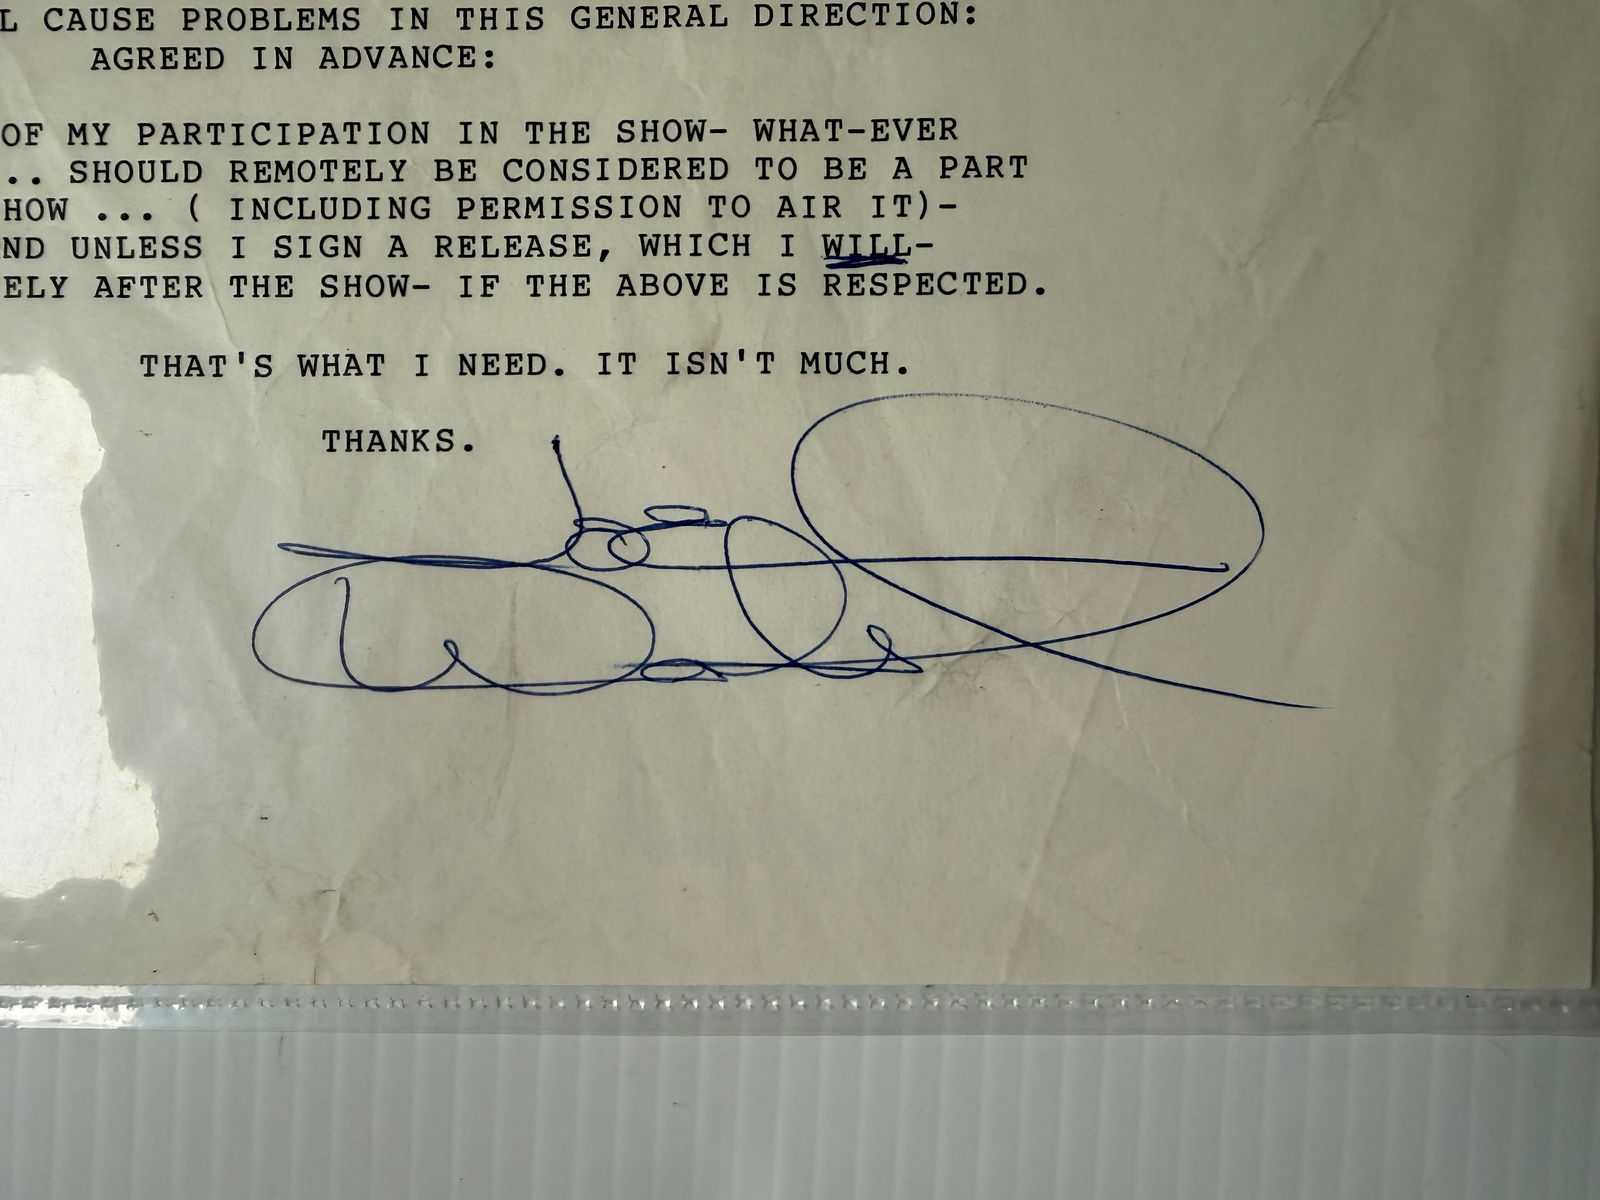 L CAUSE PROBLEMS IN THIS GENERAL DIRECTION:
AGREED IN ADVANCE:
OF MY PARTICIPATION IN THE SHOW- WHAT-EVER
.. SHOULD REMOTELY BE CONSIDERED TO BE A PART
HOW ... ( INCLUDING PERMISSION TO AIR IT)-
ND UNLESS I SIGN A RELEASE, WHICH I WILL-
ELY AFTER THE SHOW- IF THE ABOVE IS RESPECTED.
THAT'S WHAT I NEED. IT ISN'T MUCH.
THANKS.